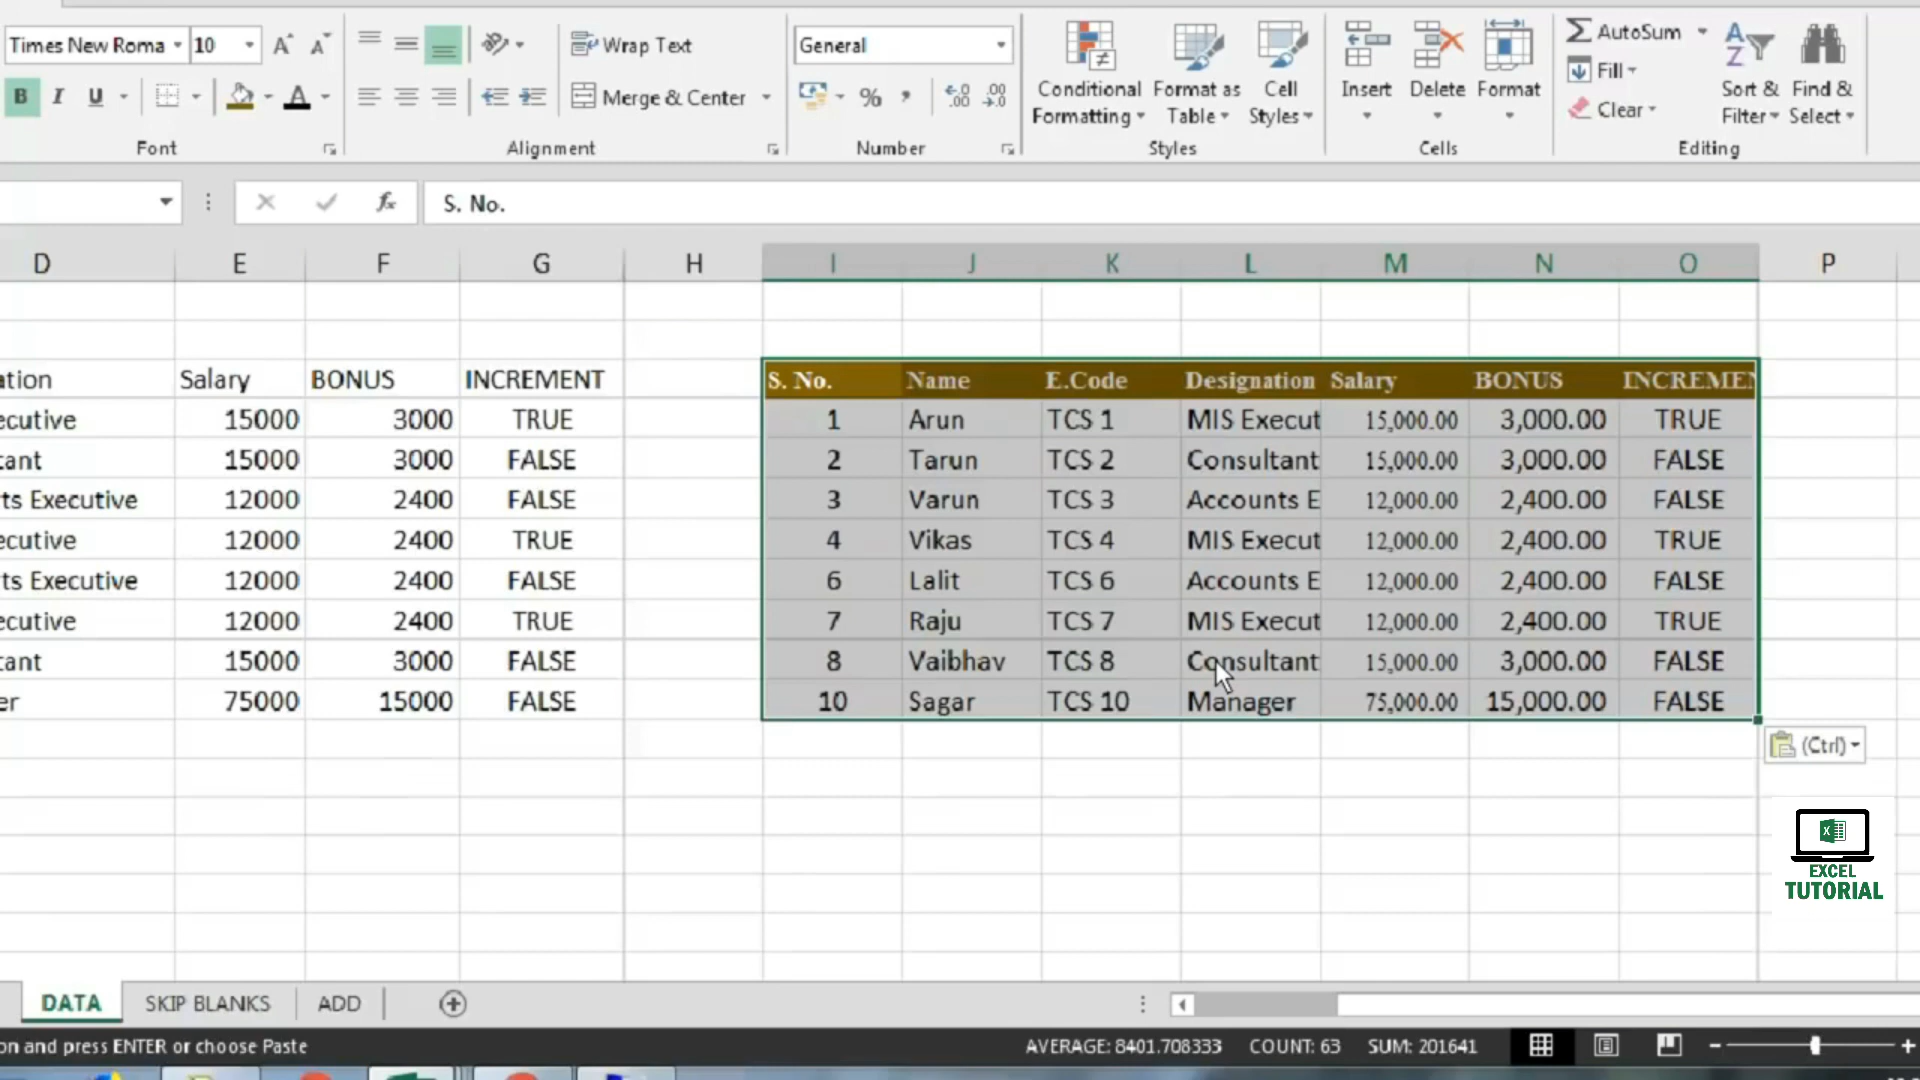 Times New Roma 10 Wrap Text General AutoSum
B I U Merge & Center % Conditional Formatting Format as Table Cell Styles Insert Delete Format Fill Clear Sort & Filter Find & Select
Font Alignment Number Styles Cells Editing
fx S. No.
D E F G H I J K L M N O P
ation Salary BONUS INCREMENT S. No. Name E.Code Designation Salary BONUS INCREMEN
ecutive 15000 3000 TRUE 1 Arun TCS 1 MIS Execut 15,000.00 3,000.00 TRUE
tant 15000 3000 FALSE 2 Tarun TCS 2 Consultant 15,000.00 3,000.00 FALSE
ts Executive 12000 2400 FALSE 3 Varun TCS 3 Accounts E 12,000.00 2,400.00 FALSE
ecutive 12000 2400 TRUE 4 Vikas TCS 4 MIS Execut 12,000.00 2,400.00 TRUE
ts Executive 12000 2400 FALSE 6 Lalit TCS 6 Accounts E 12,000.00 2,400.00 FALSE
ecutive 12000 2400 TRUE 7 Raju TCS 7 MIS Execut 12,000.00 2,400.00 TRUE
tant 15000 3000 FALSE 8 Vaibhav TCS 8 Consultant 15,000.00 3,000.00 FALSE
er 75000 15000 FALSE 10 Sagar TCS 10 Manager 75,000.00 15,000.00 FALSE
(Ctrl)
EXCEL
TUTORIAL
DATA SKIP BLANKS ADD
on and press ENTER or choose Paste AVERAGE: 8401.708333 COUNT: 63 SUM: 201641